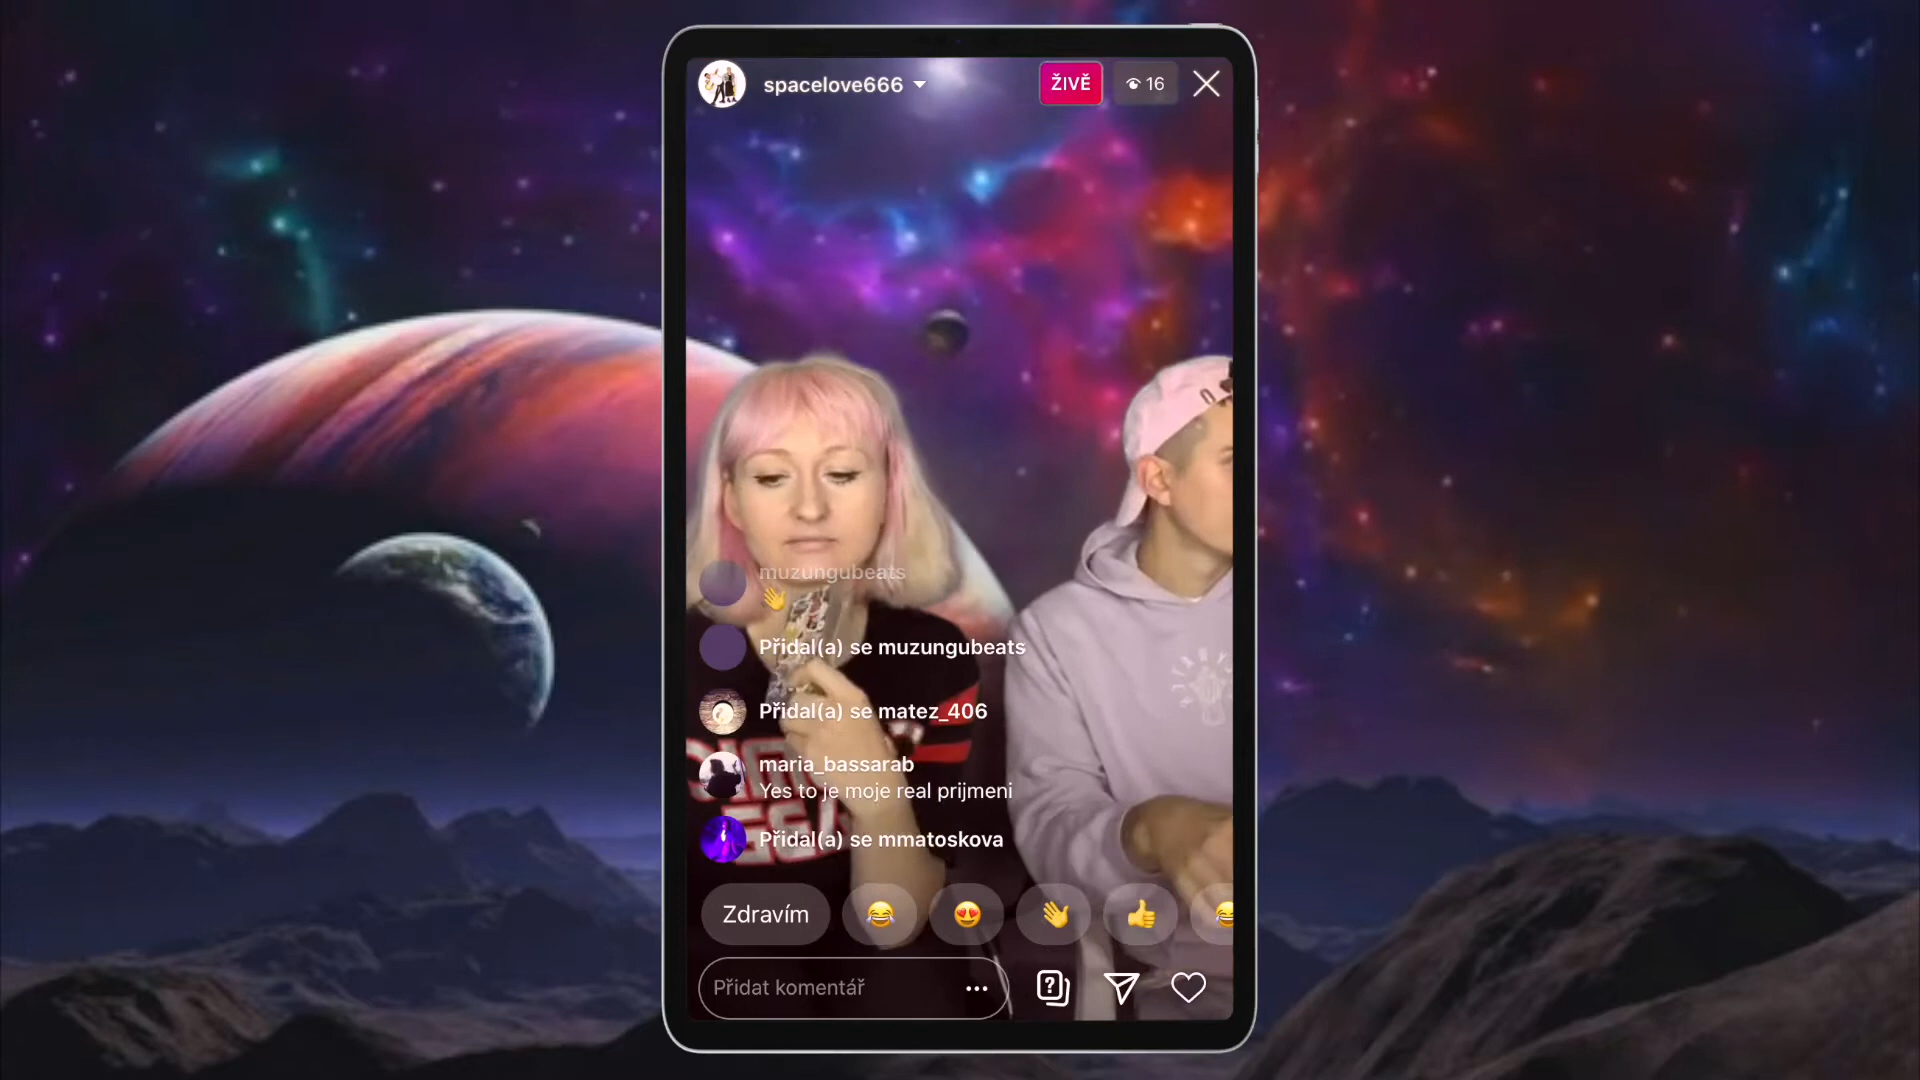 spacelove666
ŽIVĚ
16
muzungubeats
👋
Přidal(a) se muzungubeats
Přidal(a) se matez_406
maria_bassarab
Yes to je moje real prijmeni
Přidal(a) se mmatoskova
Zdravím 😂 😍 👋 👍 😂
Přidat komentář